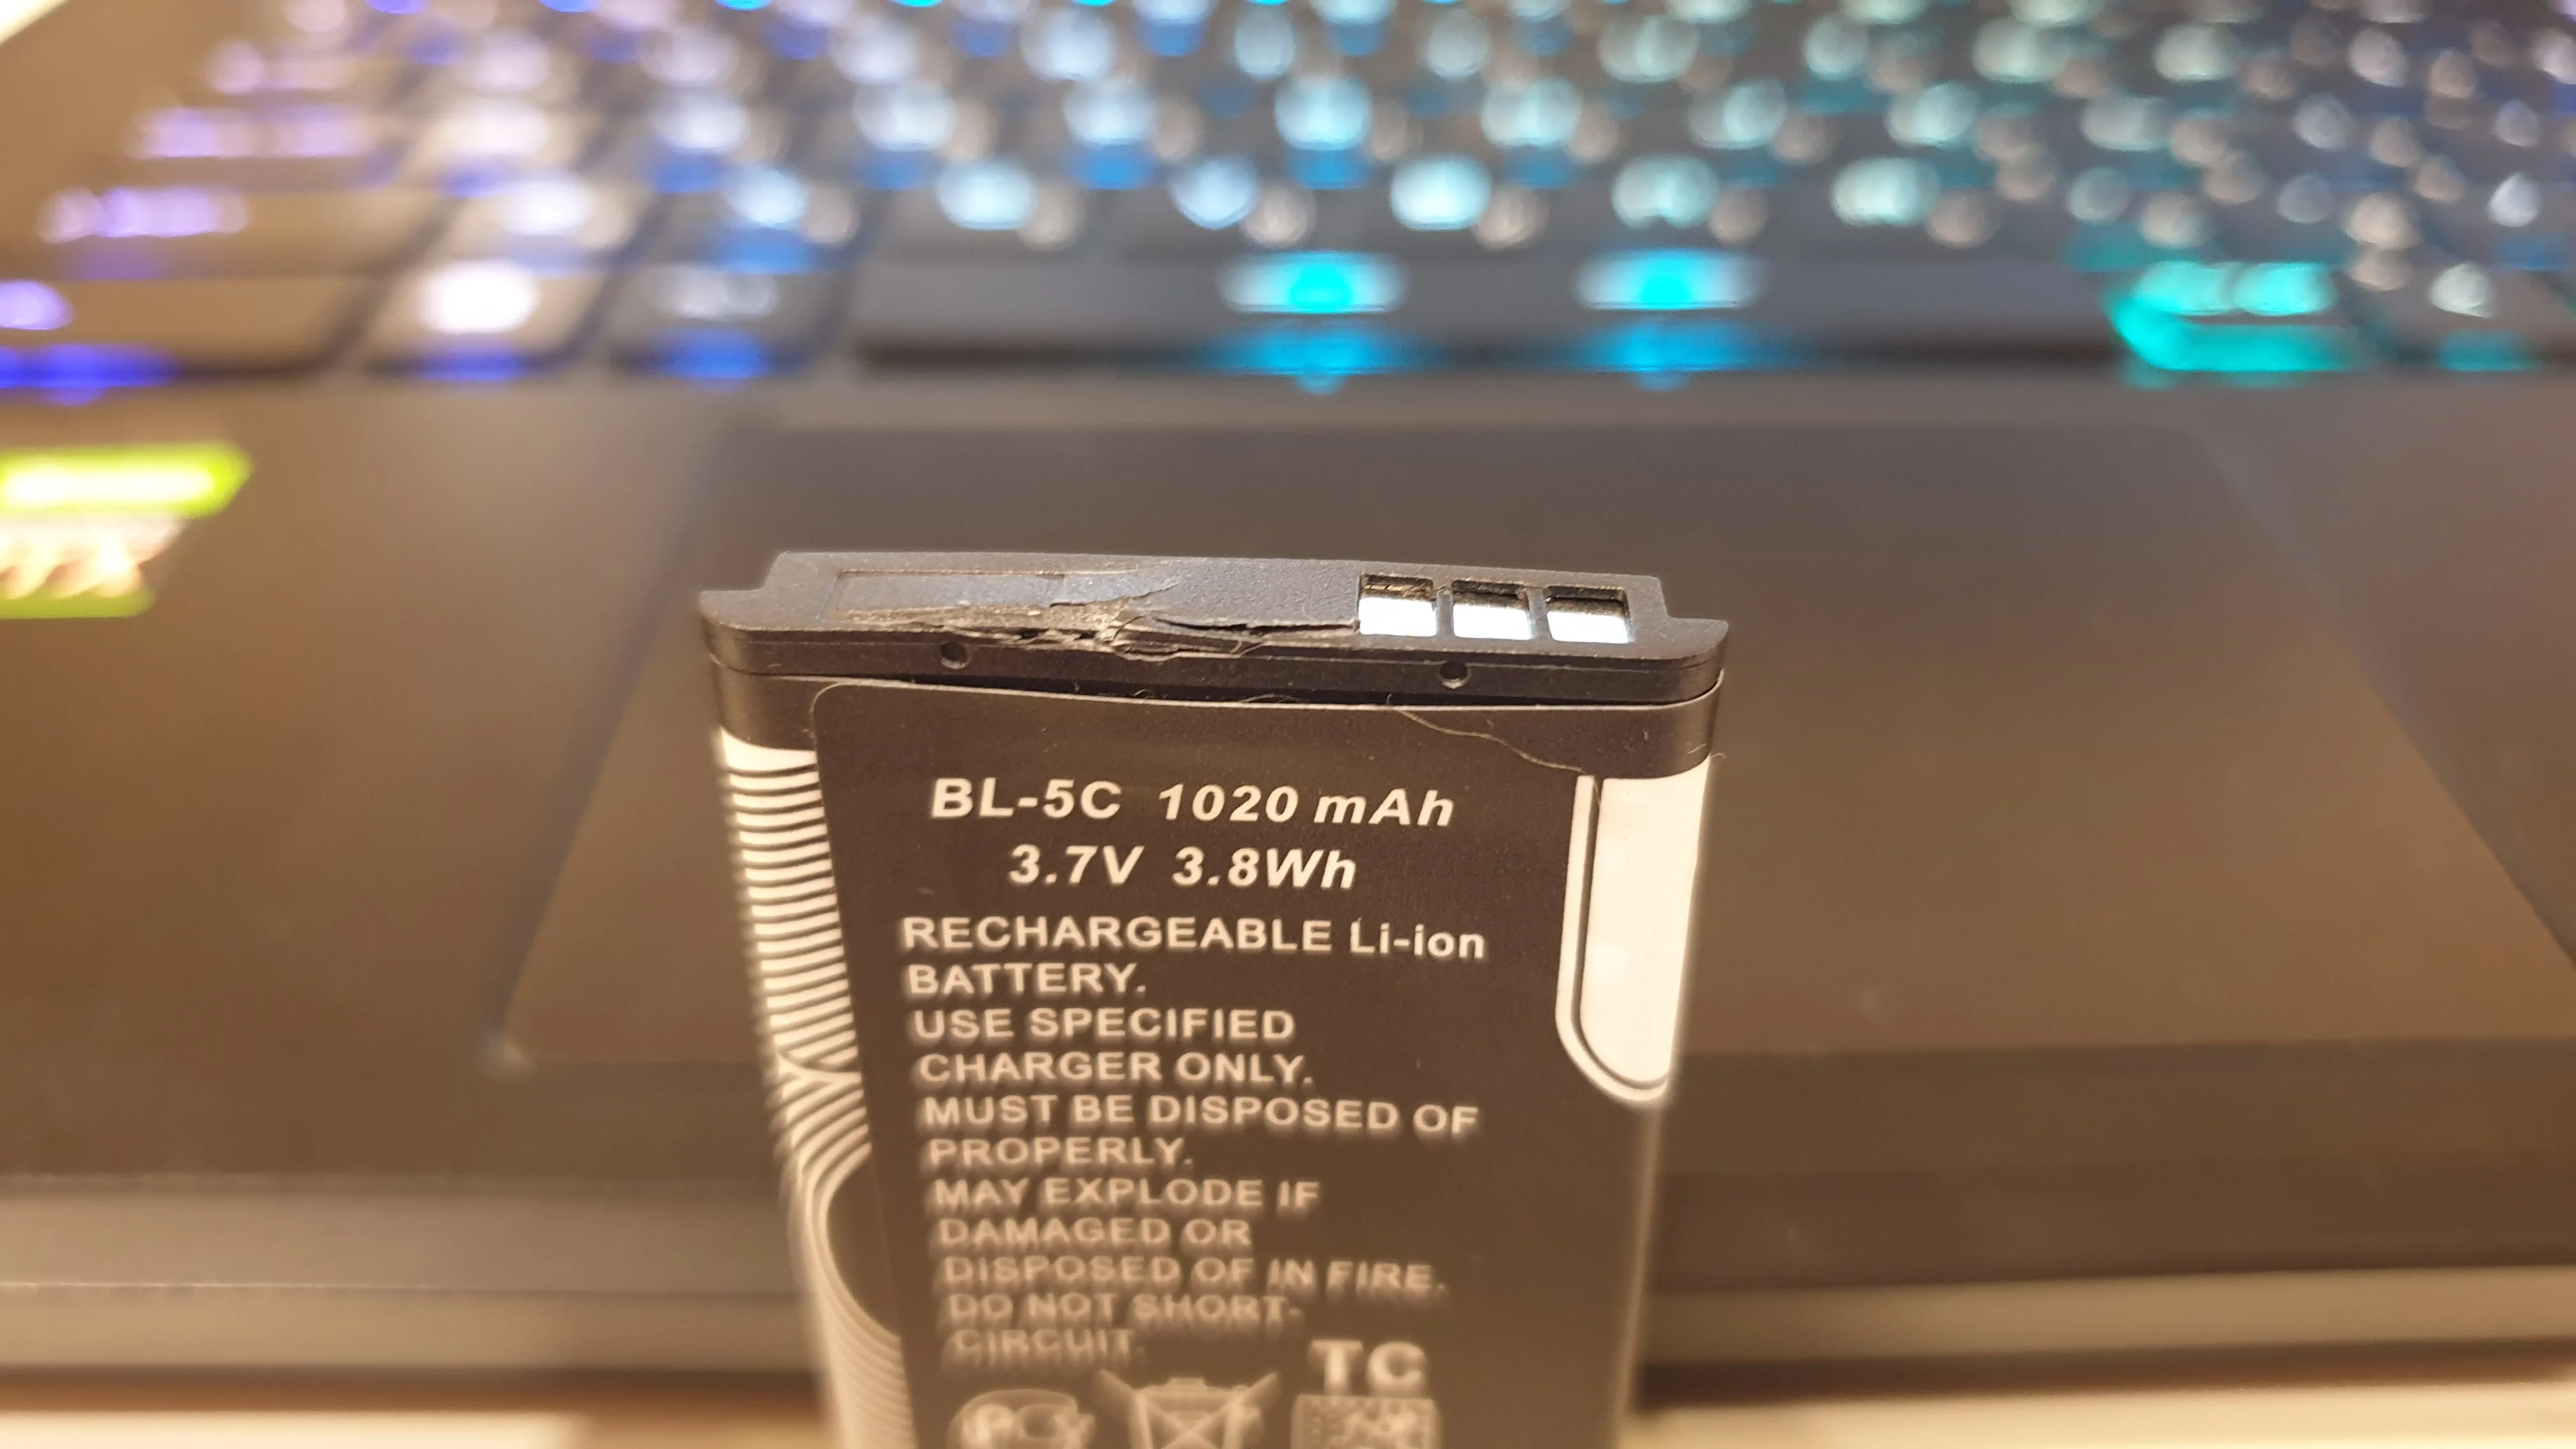 BL-5C 1020 mAh
3.7V 3.8Wh
RECHARGEABLE Li-ion
BATTERY.
USE SPECIFIED
CHARGER ONLY.
MUST BE DISPOSED OF
PROPERLY.
MAY EXPLODE IF
DAMAGED OR
DISPOSED OF IN FIRE.
DO NOT SHORT-
CIRCUIT.
TC